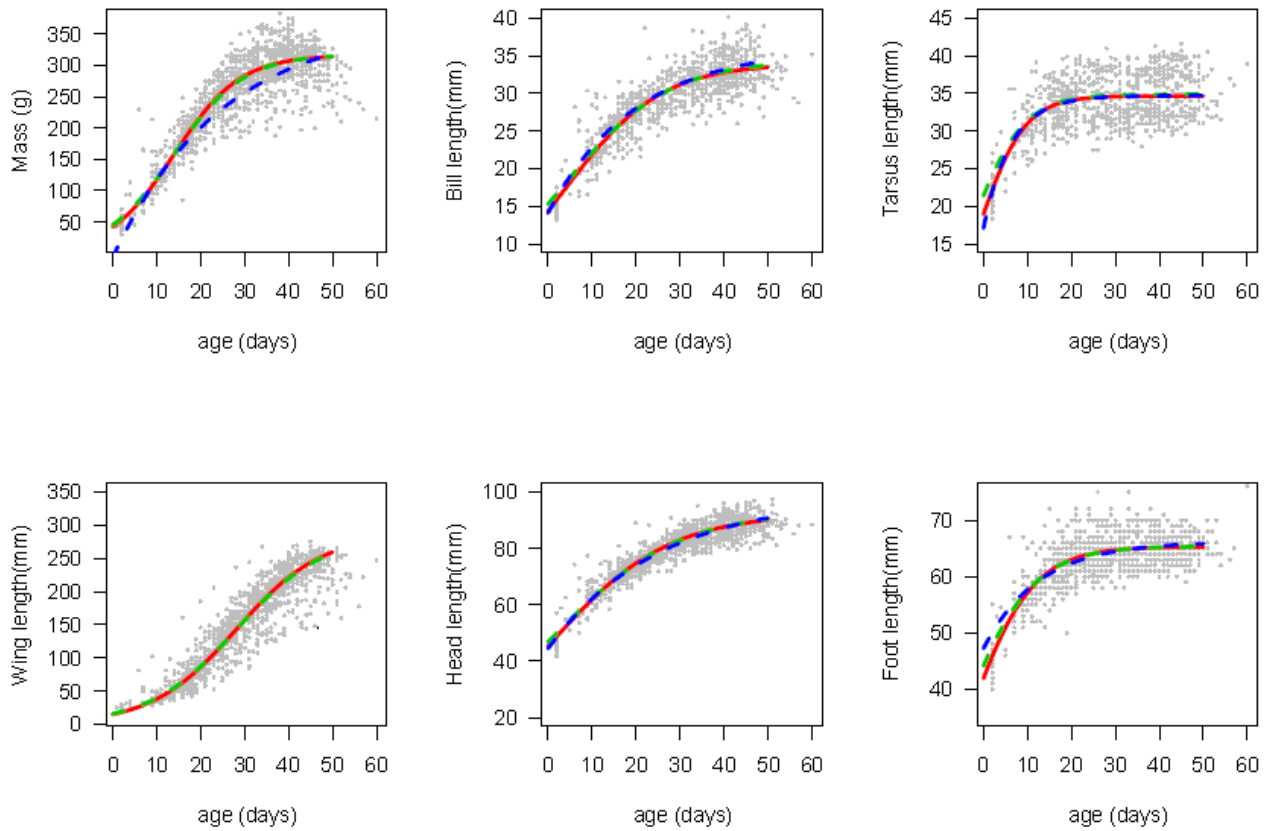 Mass (g)
350
300
250
200
150
100
50
0 10 20 30 40 50 60
age (days)
Bill length(mm)
40
35
30
25
20
15
10
0 10 20 30 40 50 60
age (days)
Tarsus length(mm)
45
40
35
30
25
20
15
0 10 20 30 40 50 60
age (days)
Wing length(mm)
350
300
250
200
150
100
50
0
0 10 20 30 40 50 60
age (days)
Head length(mm)
100
80
60
40
20
0 10 20 30 40 50 60
age (days)
Foot length(mm)
70
60
50
40
0 10 20 30 40 50 60
age (days)